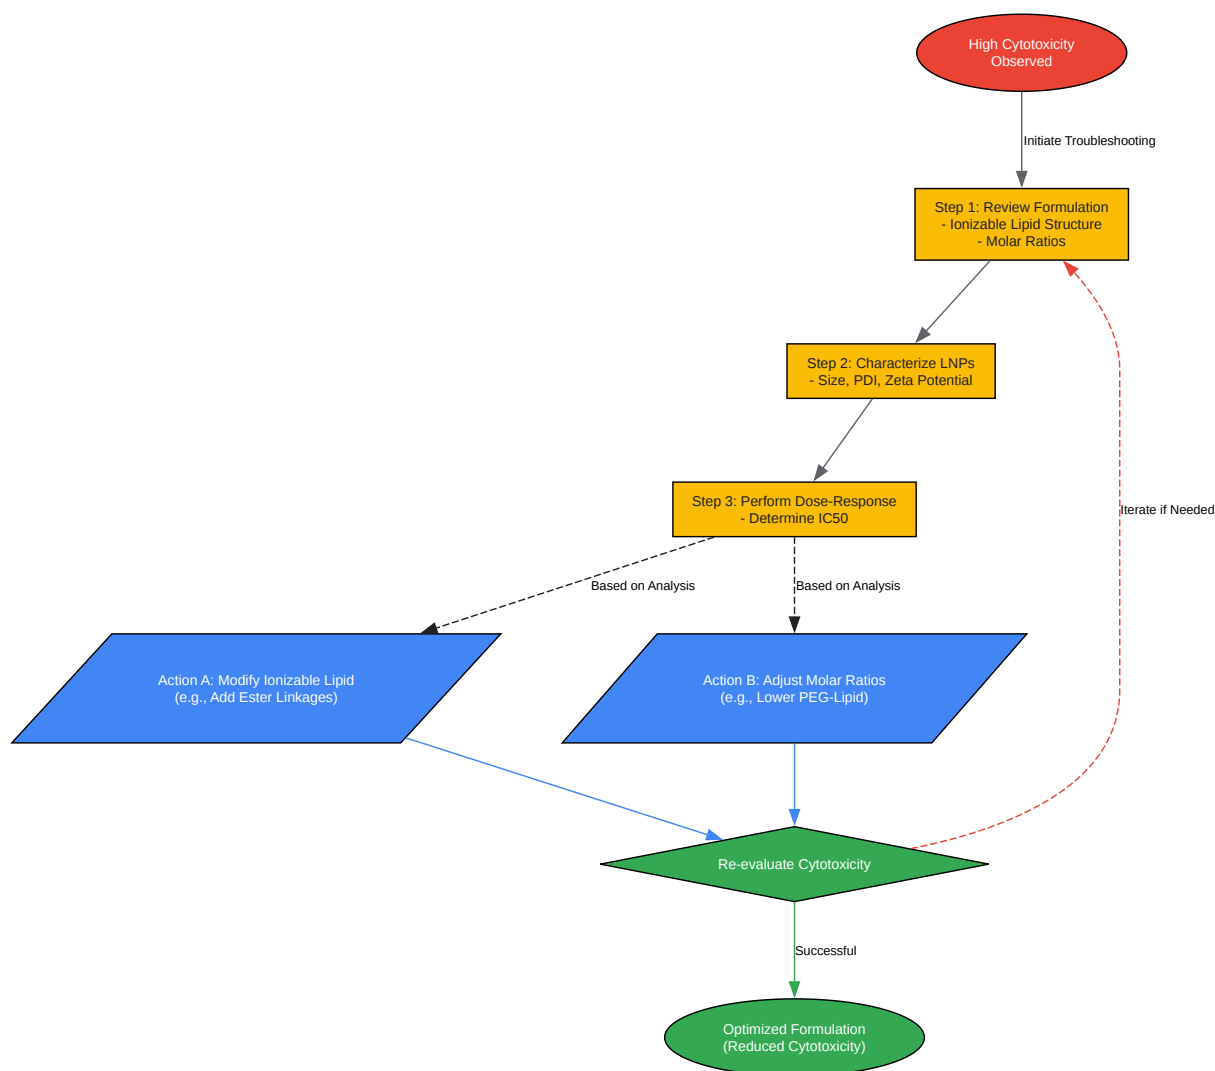 High Cytotoxicity
Observed
Initiate Troubleshooting
Step 1: Review Formulation
- Ionizable Lipid Structure
- Molar Ratios
Step 2: Characterize LNPs
- Size, PDI, Zeta Potential
Step 3: Perform Dose-Response
- Determine IC50
Iterate if Needed
Based on Analysis
Based on Analysis
Action A: Modify Ionizable Lipid
(e.g., Add Ester Linkages)
Action B: Adjust Molar Ratios
(e.g., Lower PEG-Lipid)
Re-evaluate Cytotoxicity
Successful
Optimized Formulation
(Reduced Cytotoxicity)